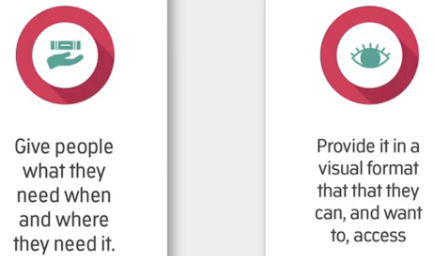 Give people
what they
need when
and where
they need it.
Provide it in a
visual format
that that they
can, and want
to, access